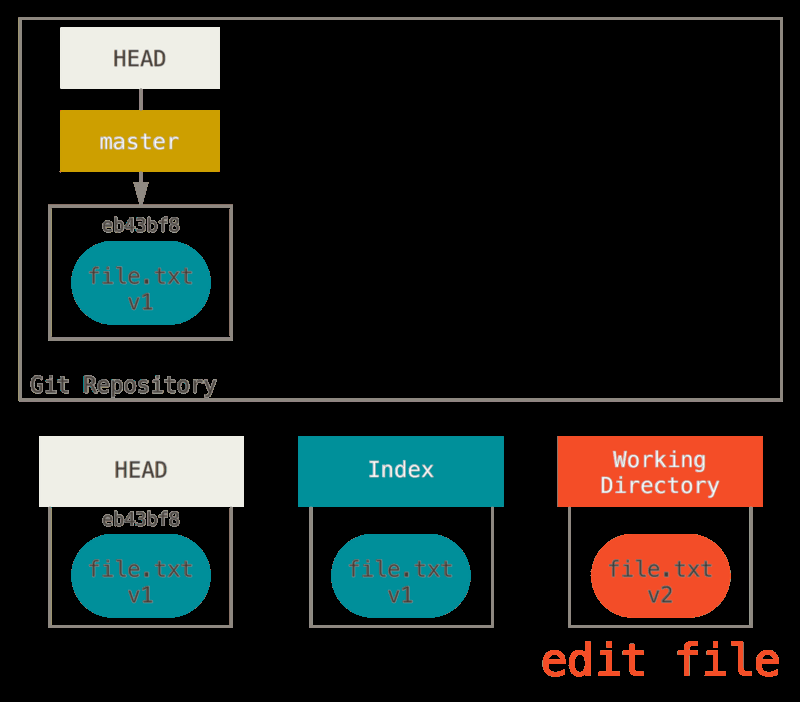 HEAD
master
eb43bf8
file.txt
v1
Git Repository
HEAD
eb43bf8
file.txt
v1
Index
file.txt
v1
Working
Directory
file.txt
v2
edit file